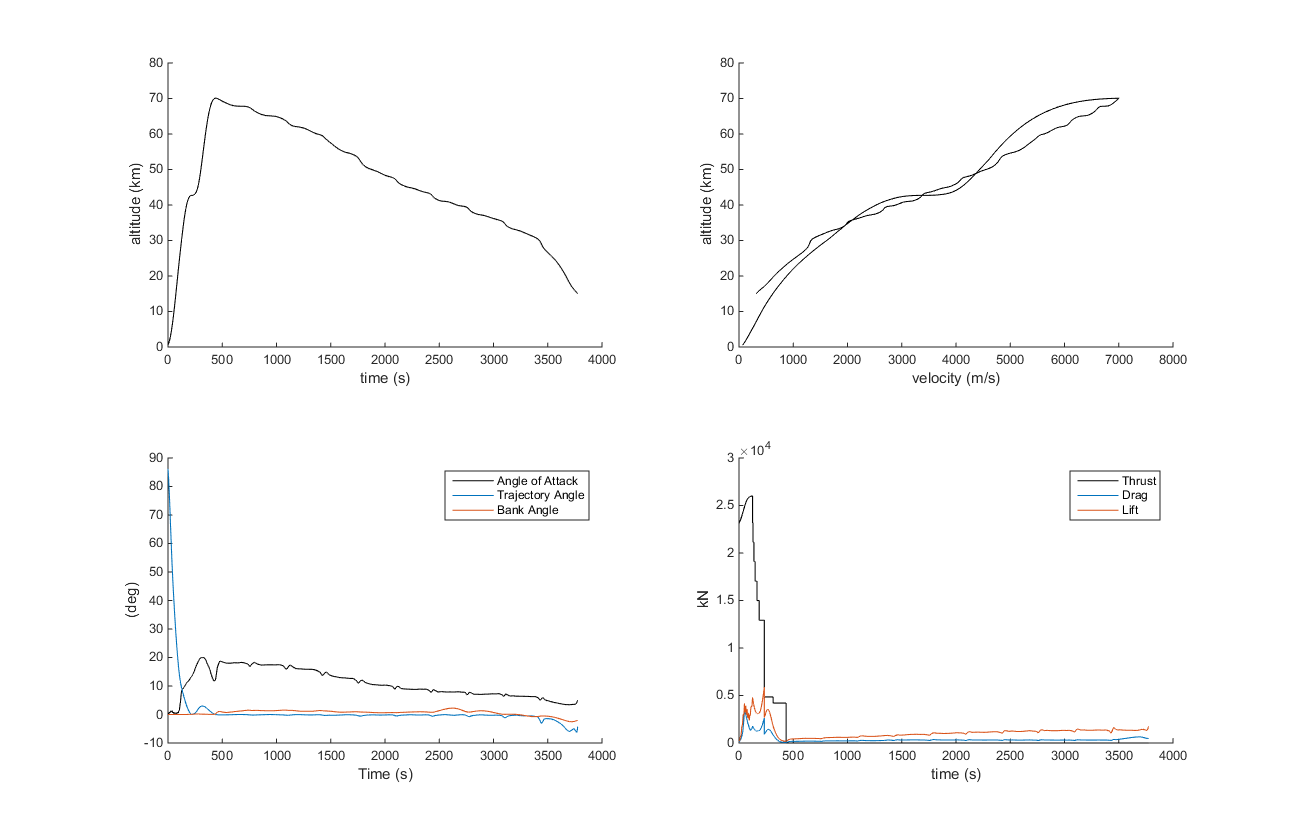 80
70
60
50
40
30
20
10
0
altitude (km)
0 500 1000 1500 2000 2500 3000 3500 4000
time (s)
80
70
60
50
40
30
20
10
0
altitude (km)
0 1000 2000 3000 4000 5000 6000 7000 8000
velocity (m/s)
90
80
70
60
50
40
30
20
10
0
-10
(deg)
Angle of Attack
Trajectory Angle
Bank Angle
0 500 1000 1500 2000 2500 3000 3500 4000
Time (s)
×10⁴
3
2.5
2
1.5
1
0.5
0
kN
Thrust
Drag
Lift
0 500 1000 1500 2000 2500 3000 3500 4000
time (s)